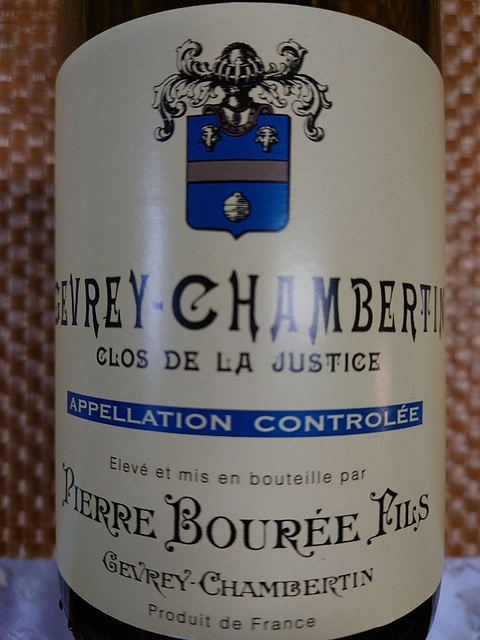 GEVREY-CHAMBERTIN
CLOS DE LA JUSTICE
APPELLATION CONTROLÉE
Elevé et mis en bouteille par
PIERRE BOURÉE FILS
GEVREY-CHAMBERTIN
Produit de France